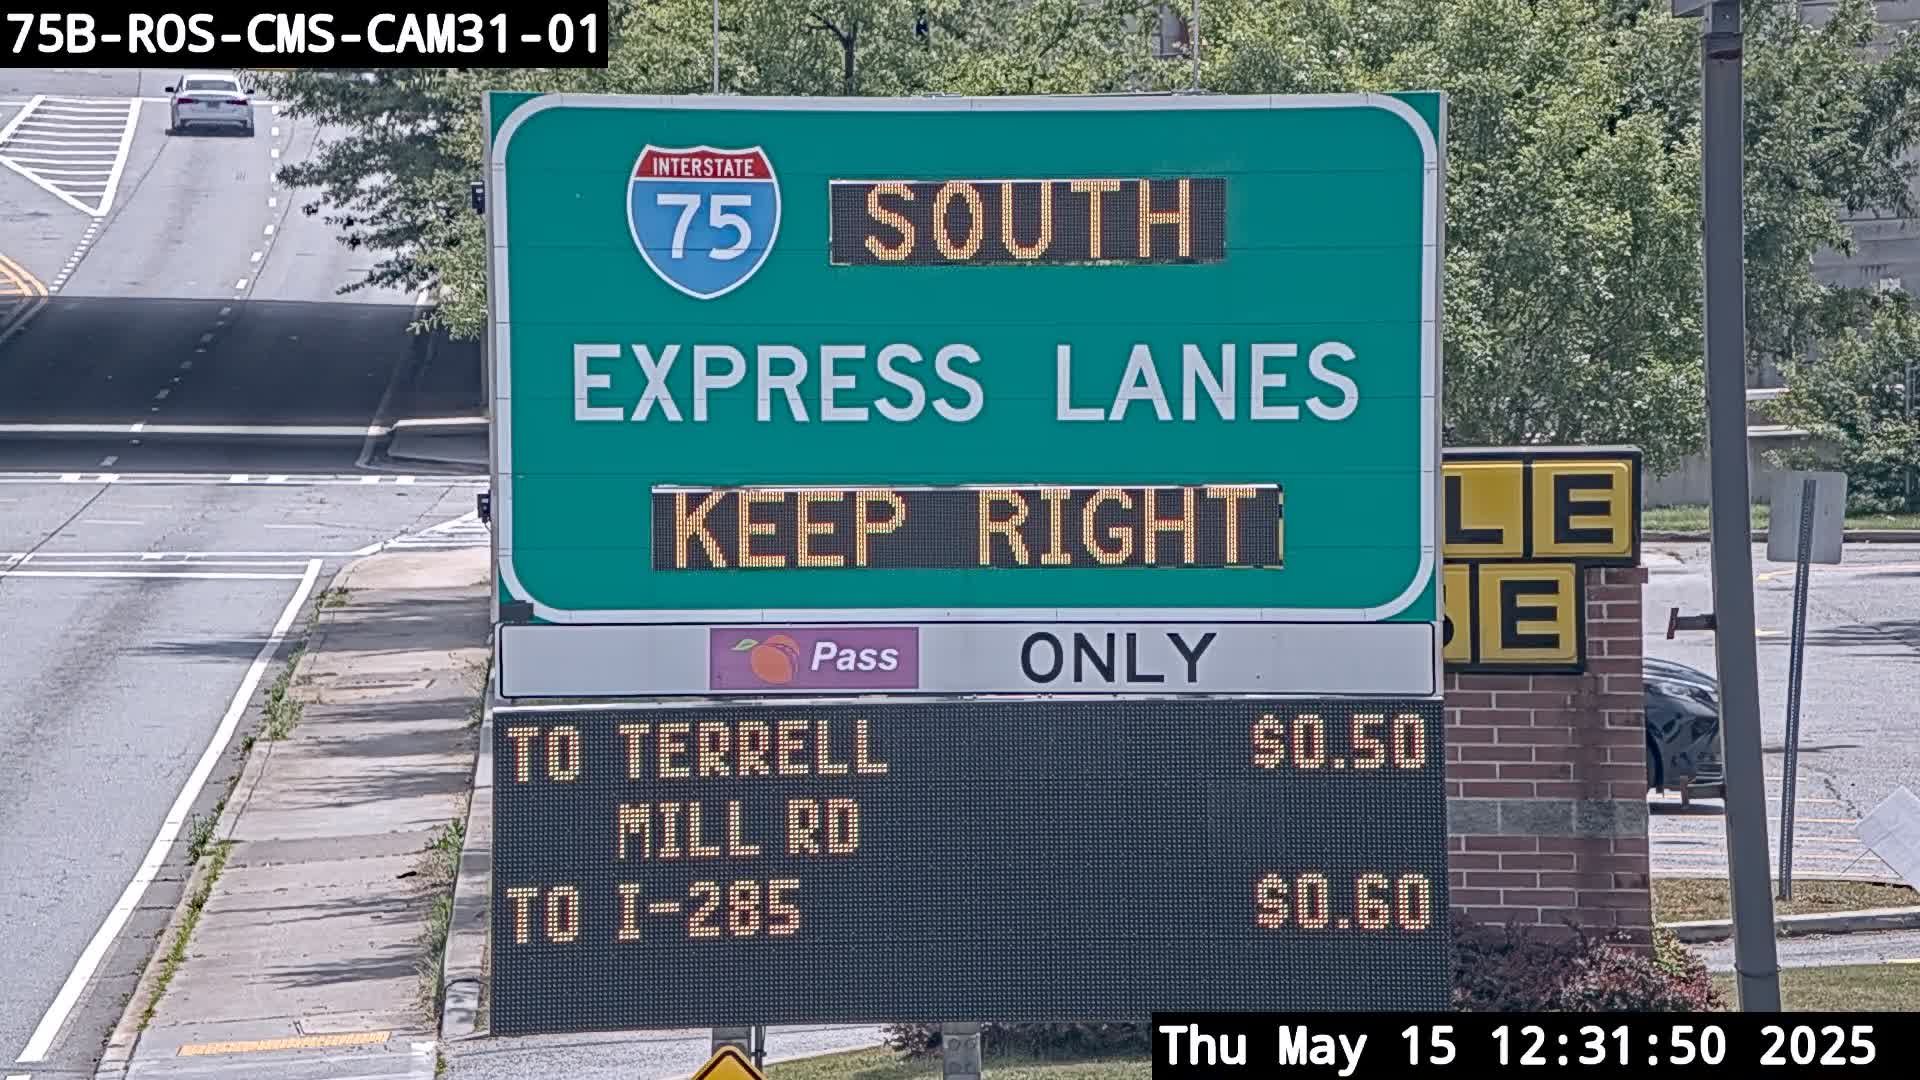 75B-ROS-CMS-CAM31-01
INTERSTATE
75
SOUTH
EXPRESS LANES
KEEP RIGHT
Pass ONLY
TO TERRELL $0.50
MILL RD
TO I-285 $0.60
LE
E
Thu May 15 12:31:50 2025